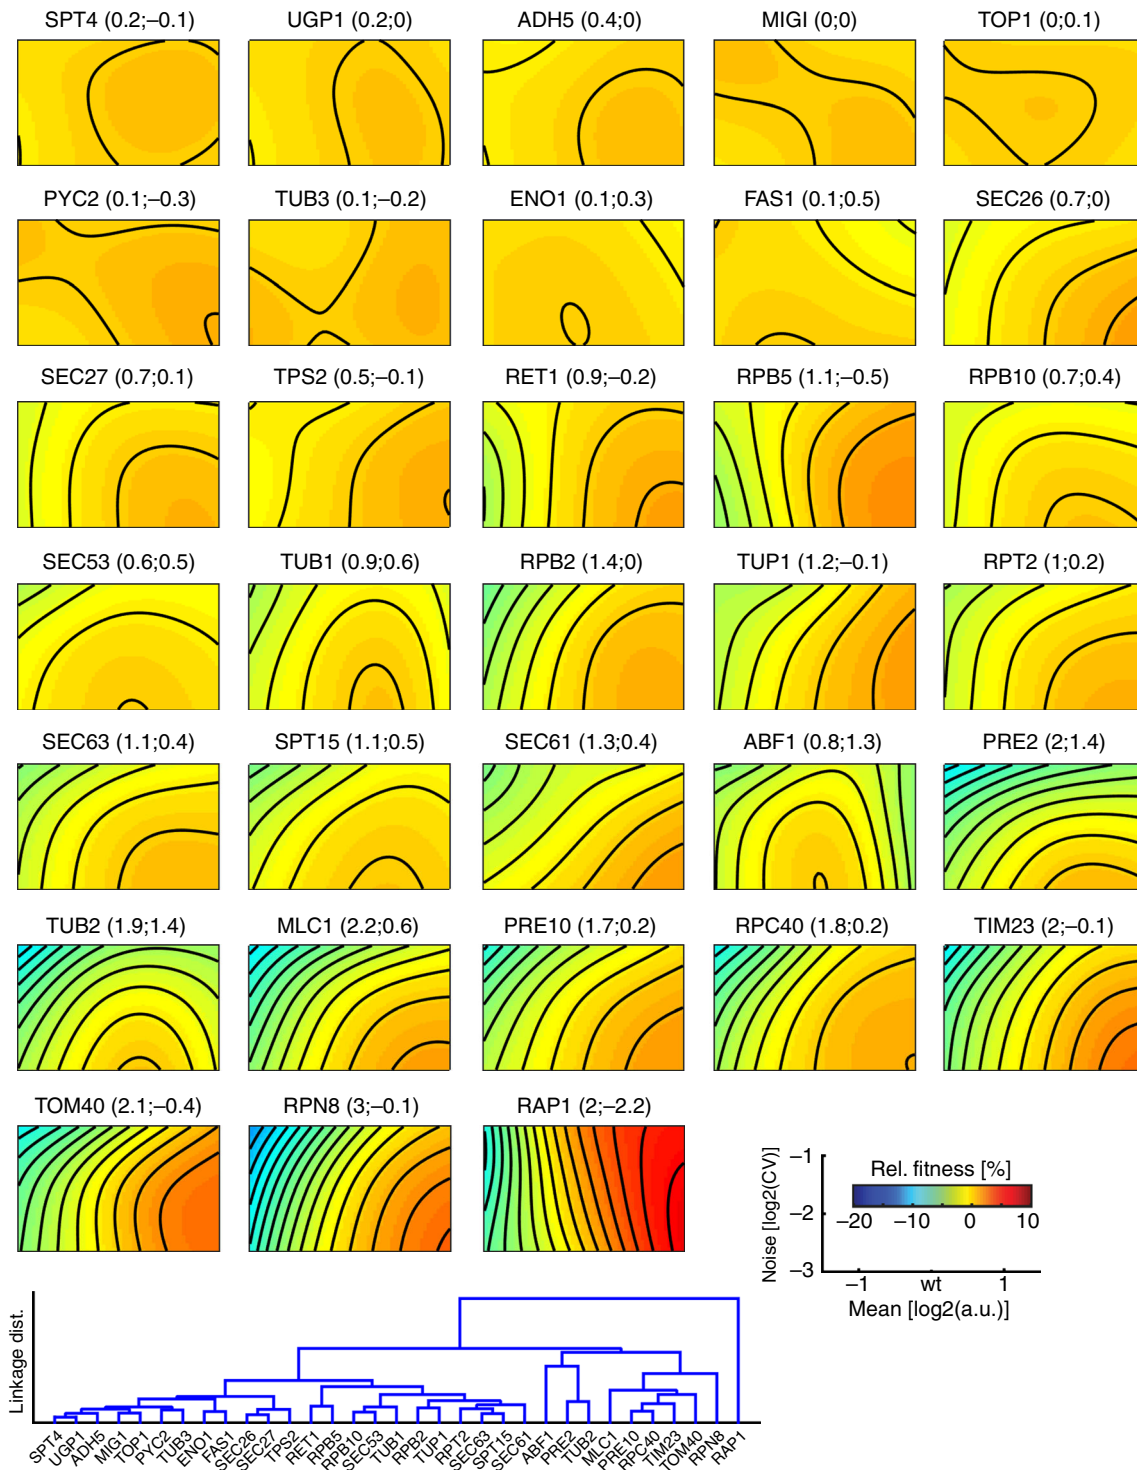 SPT4 (0.2;−0.1) UGP1 (0.2;0) ADH5 (0.4;0) MIGI (0;0) TOP1 (0;0.1)
PYC2 (0.1;−0.3) TUB3 (0.1;−0.2) ENO1 (0.1;0.3) FAS1 (0.1;0.5) SEC26 (0.7;0)
SEC27 (0.7;0.1) TPS2 (0.5;−0.1) RET1 (0.9;−0.2) RPB5 (1.1;−0.5) RPB10 (0.7;0.4)
SEC53 (0.6;0.5) TUB1 (0.9;0.6) RPB2 (1.4;0) TUP1 (1.2;−0.1) RPT2 (1;0.2)
SEC63 (1.1;0.4) SPT15 (1.1;0.5) SEC61 (1.3;0.4) ABF1 (0.8;1.3) PRE2 (2;1.4)
TUB2 (1.9;1.4) MLC1 (2.2;0.6) PRE10 (1.7;0.2) RPC40 (1.8;0.2) TIM23 (2;−0.1)
TOM40 (2.1;−0.4) RPN8 (3;−0.1) RAP1 (2;−2.2)
Noise [log2(CV)]
−1
−2
−3
Rel. fitness [%]
−20 −10 0 10
−1 wt 1
Mean [log2(a.u.)]
Linkage dist.
SPT4 UGP1 ADH5 MIG1 TOP1 PYC2 TUB3 ENO1 FAS1 SEC26 SEC27 TPS2 RET1 RPB5 RPB10 SEC53 TUB1 RPB2 TUP1 RPT2 SEC63 SPT15 SEC61 ABF1 PRE2 TUB2 MLC1 PRE10 RPC40 TIM23 TOM40 RPN8 RAP1